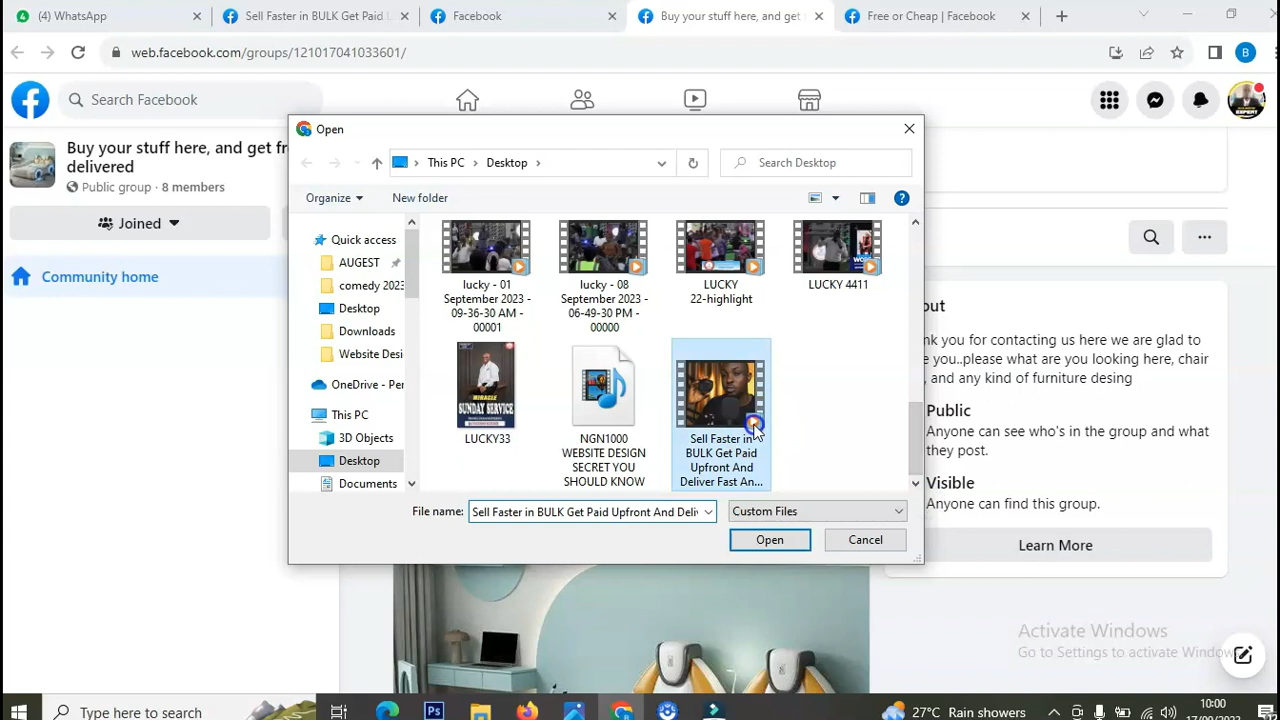 (4) WhatsApp
Sell Faster in BULK Get Paid U
Facebook
Buy your stuff here, and get
Free or Cheap | Facebook
web.facebook.com/groups/121017041033601/
B
Search Facebook
Buy your stuff here, and get fr
delivered
Public group · 8 members
Joined
Community home
Open
This PC
Desktop
Search Desktop
Organize
New folder
Quick access
AUGEST
comedy 2023
Desktop
Downloads
Website Desi
OneDrive - Per
This PC
3D Objects
Desktop
Documents
lucky - 01
September 2023 -
09-36-30 AM -
00001
lucky - 08
September 2023 -
06-49-30 PM -
00000
LUCKY
22-highlight
LUCKY 4411
MIRACLE
SUNDAY SERVICE
LUCKY33
NGN1000
WEBSITE DESIGN
SECRET YOU
SHOULD KNOW
Sell Faster in
BULK Get Paid
Upfront And
Deliver Fast An...
File name:
Sell Faster in BULK Get Paid Upfront And Deliv
Custom Files
Open
Cancel
out
nk you for contacting us here we are glad to
you..please what are you looking here, chair
, and any kind of furniture desing
Public
Anyone can see who's in the group and what
they post.
Visible
Anyone can find this group.
Learn More
Activate Windows
Go to Settings to activate Windows
Type here to search
Ps
27°C Rain showers
10:00